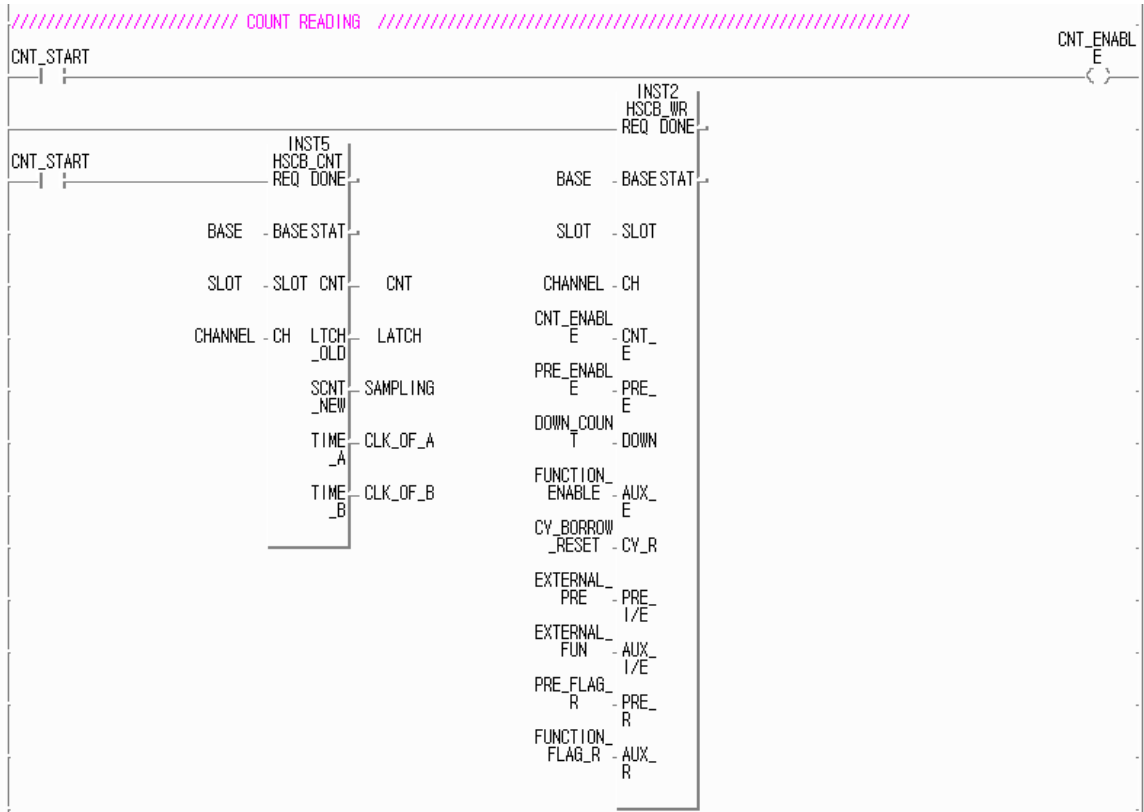 ///////////////////////// COUNT READING ///////////////////////////////////////////////////////////
CNT_ENABL
E
CNT_START
INST2
HSCB_WR
REQ DONE
INST5
CNT_START
HSCB_CNT
REQ DONE
BASE BASE STAT
BASE BASE STAT
SLOT SLOT
SLOT SLOT CNT CNT
CHANNEL CH
CNT_ENABL
E CNT_
E
CHANNEL CH LTCH LATCH
_OLD
PRE_ENABL
E PRE_
E
SCNT SAMPLING
_NEW
DOWN_COUN
T DOWN
TIME CLK_OF_A
_A
FUNCTION_
ENABLE AUX_
E
TIME CLK_OF_B
_B
CY_BORROW
_RESET CY_R
EXTERNAL_
PRE PRE_
I/E
EXTERNAL_
FUN AUX_
I/E
PRE_FLAG_
R PRE_
R
FUNCTION_
FLAG_R AUX_
R